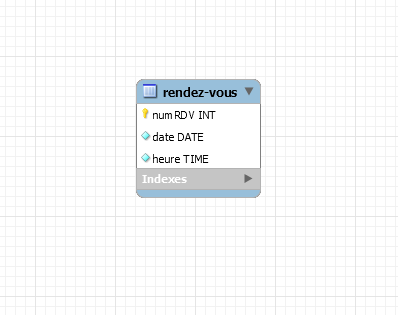 rendez-vous
numRDV INT
date DATE
heure TIME
Indexes